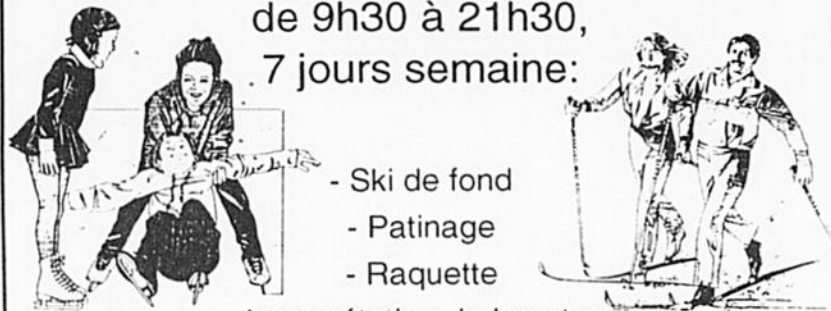 de 9h30 à 21h30,
7 jours semaine:
- Ski de fond
- Patinage
- Raquette